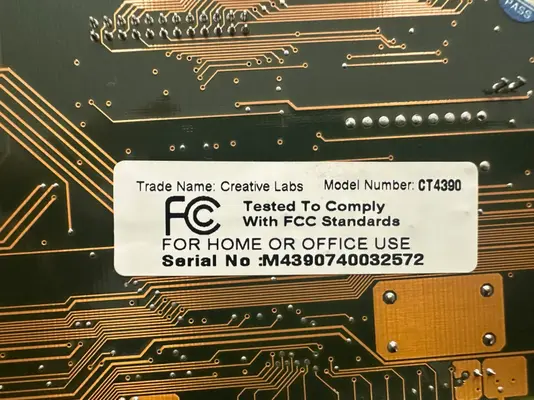 PASS
Trade Name: Creative Labs Model Number: CT4390
FC Tested To Comply
With FCC Standards
FOR HOME OR OFFICE USE
Serial No :M4390740032572